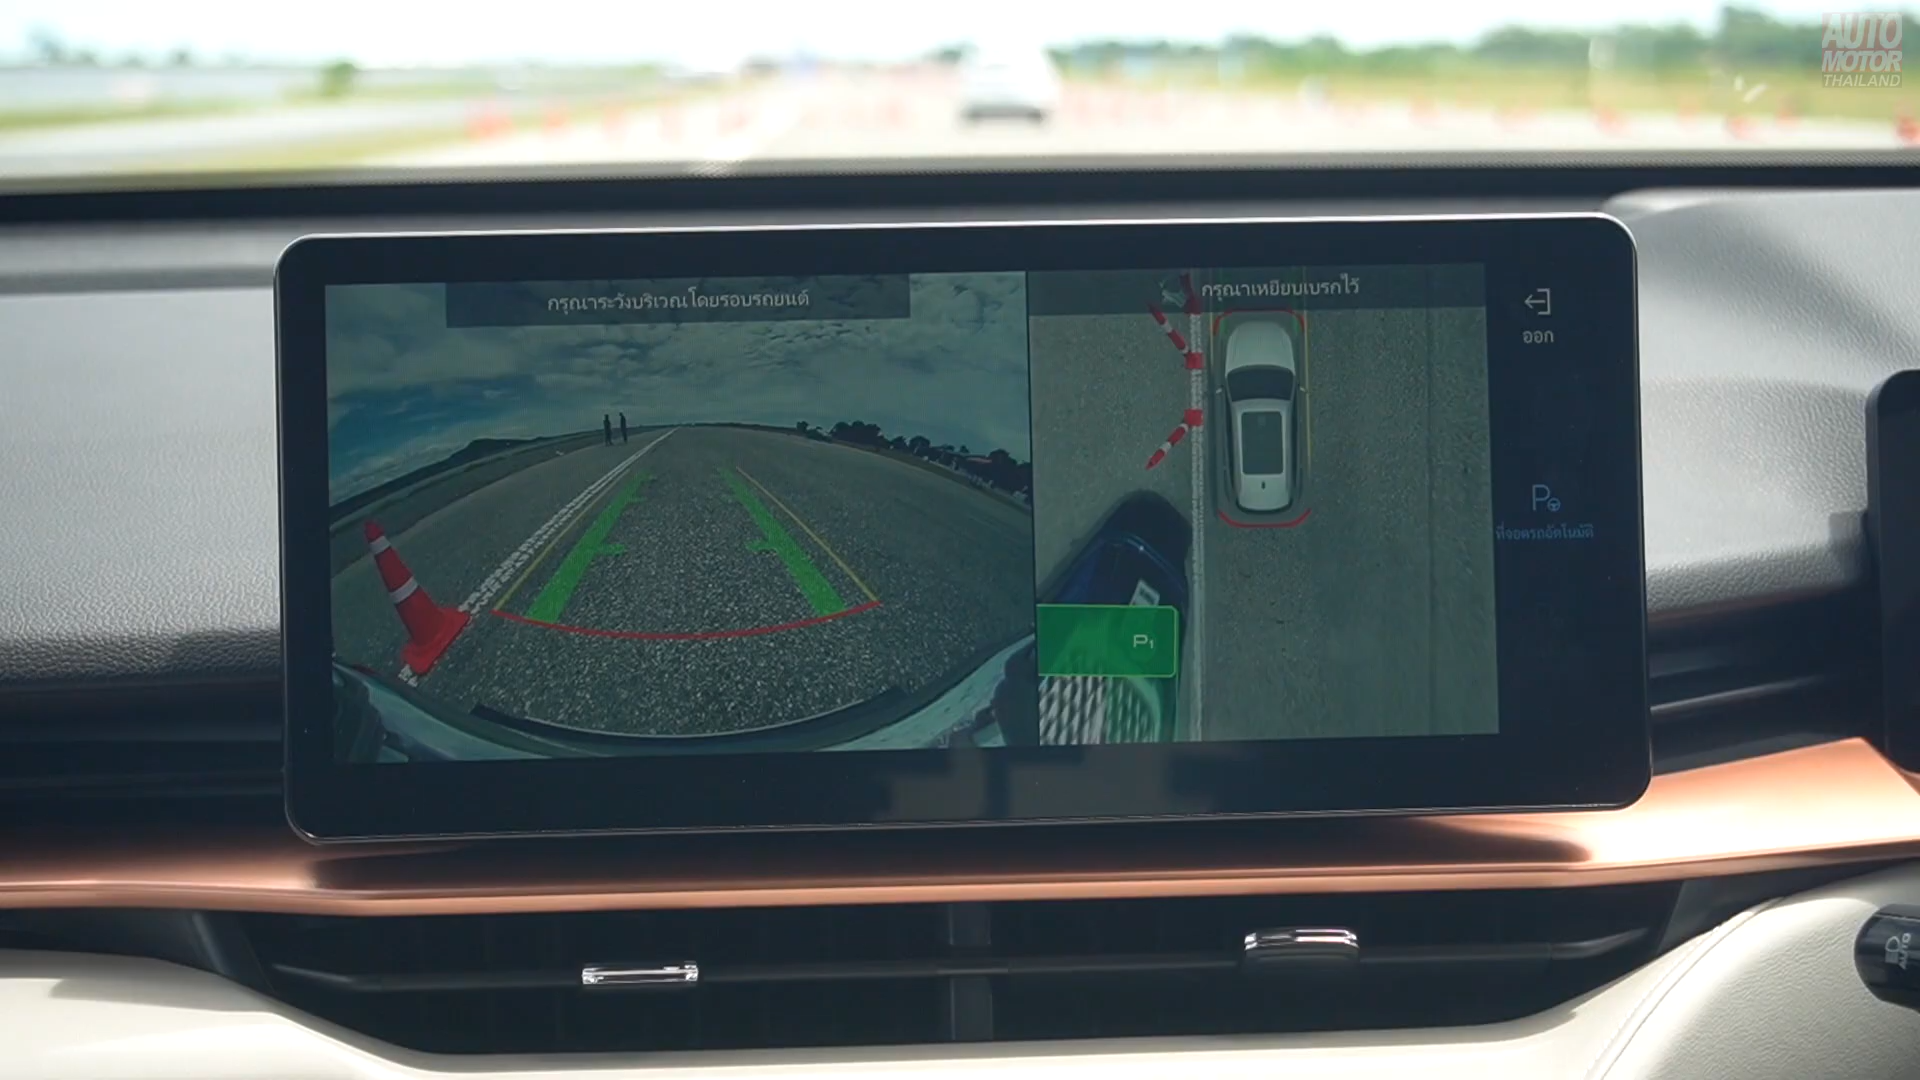 AUTO
MOTOR
THAILAND
กรุณาระวังบริเวณโดยรอบรถยนต์
กรุณาเหยียบเบรกไว้
ออก
P
ที่จอดรถอัตโนมัติ
P1
AUTO